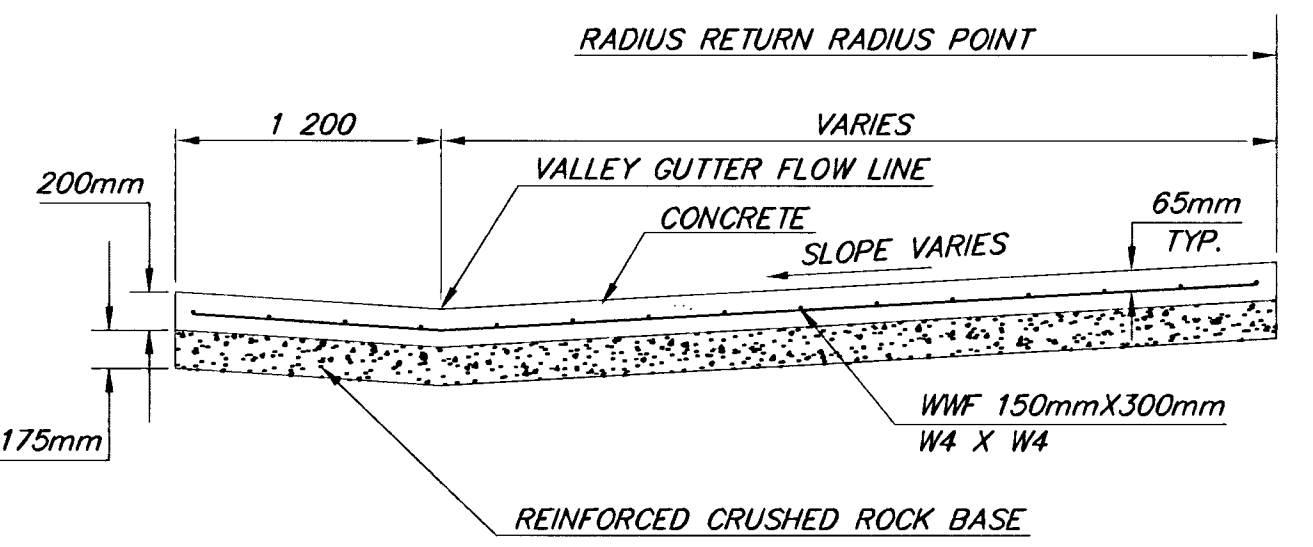 RADIUS RETURN RADIUS POINT
1 200
VARIES
200mm
VALLEY GUTTER FLOW LINE
CONCRETE
SLOPE VARIES
65mm
TYP.
175mm
WWF 150mmX300mm
W4 X W4
REINFORCED CRUSHED ROCK BASE